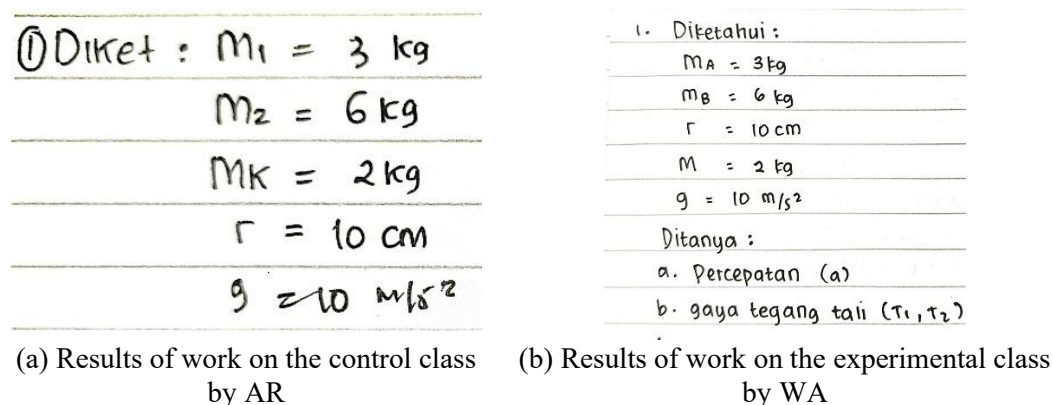 ① Diket : m₁ = 3 kg
m₂ = 6 kg
MK = 2 kg
r = 10 cm
g = 10 m/s²
(a) Results of work on the control class
by AR
1. Diketahui :
mA = 3 kg
mB = 6 kg
r = 10 cm
M = 2 kg
g = 10 m/s²
Ditanya :
a. Percepatan (a)
b. gaya tegang tali (T₁, T₂)
(b) Results of work on the experimental class
by WA